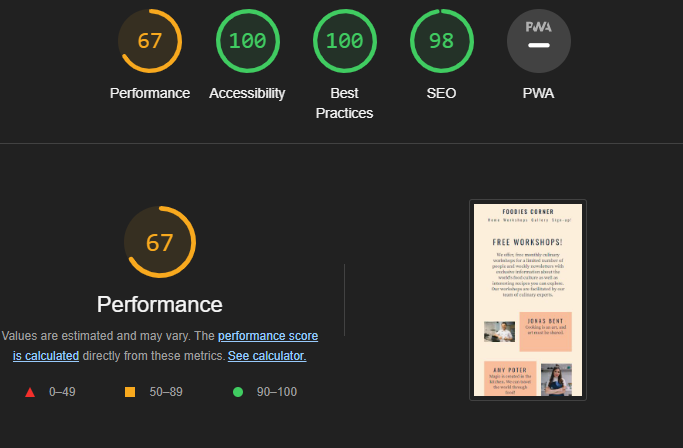 67
100
100
98
PWA
Performance
Accessibility
Best
Practices
SEO
PWA
67
Performance
Values are estimated and may vary. The performance score
is calculated directly from these metrics. See calculator.
0–49
50–89
90–100
FOODIES CORNER
Home Workshops Gallery Sign-up!
FREE WORKSHOPS!
We offer free monthly culinary
workshops for a limited number of
people and weekly newsletters with
exclusive information about the
world food culture as well as
interesting recipes you can explore.
Our workshops are facilitated by our
team of culinary experts.
JONAS BENT
Cooking is an art, and
art must be shared.
AMY POTER
Magic is created in the
kitchen. We can travel
the world through
food!